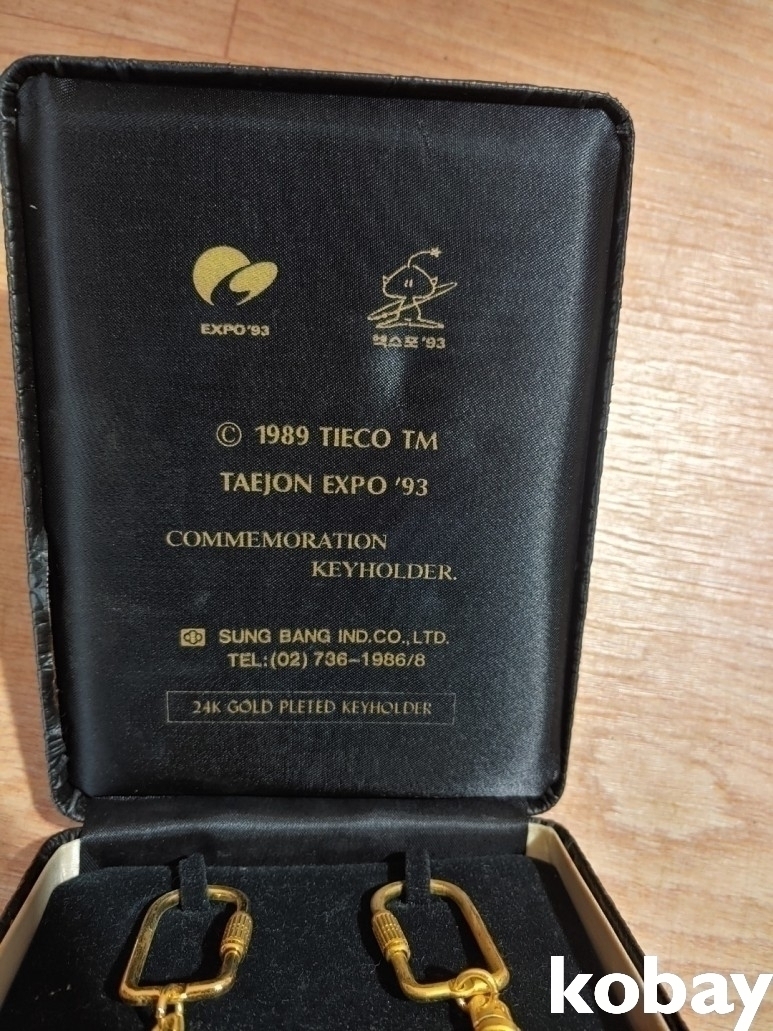 EXPO'93
엑스포'93
© 1989 TIECO TM
TAEJON EXPO '93
COMMEMORATION
KEYHOLDER.
SUNG BANG IND.CO.,LTD.
TEL:(02) 736-1986/8
24K GOLD PLETED KEYHOLDER
kobay